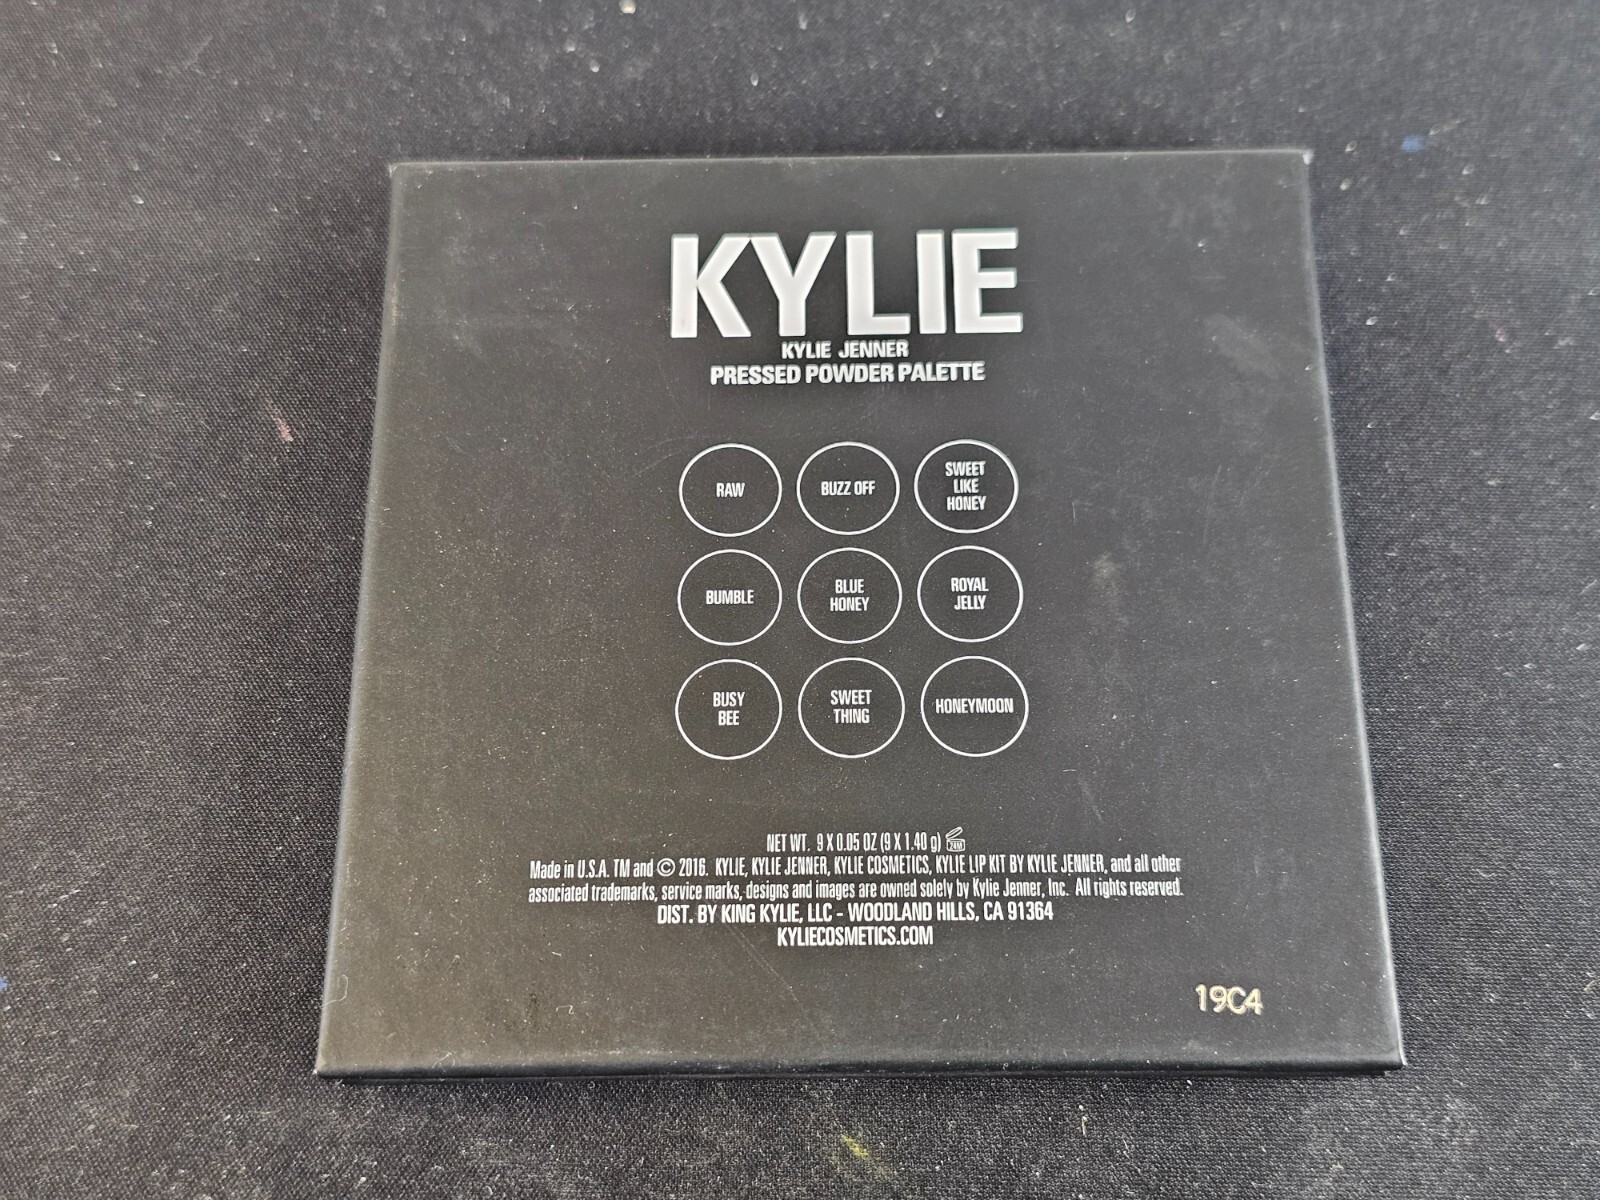 KYLIE
KYLIE JENNER
PRESSED POWDER PALETTE
RAW
BUZZ OFF
SWEET
LIKE
HONEY
BUMBLE
BLUE
HONEY
ROYAL
JELLY
BUSY
BEE
SWEET
THING
HONEYMOON
NET WT. 9 X 0.05 OZ (9 X 1.40 g) 24M
Made in U.S.A. TM and © 2016. KYLIE, KYLIE JENNER, KYLIE COSMETICS, KYLIE LIP KIT BY KYLIE JENNER, and all other
associated trademarks, service marks, designs and images are owned solely by Kylie Jenner, Inc. All rights reserved.
DIST. BY KING KYLIE, LLC - WOODLAND HILLS, CA 91364
KYLIECOSMETICS.COM
19C4